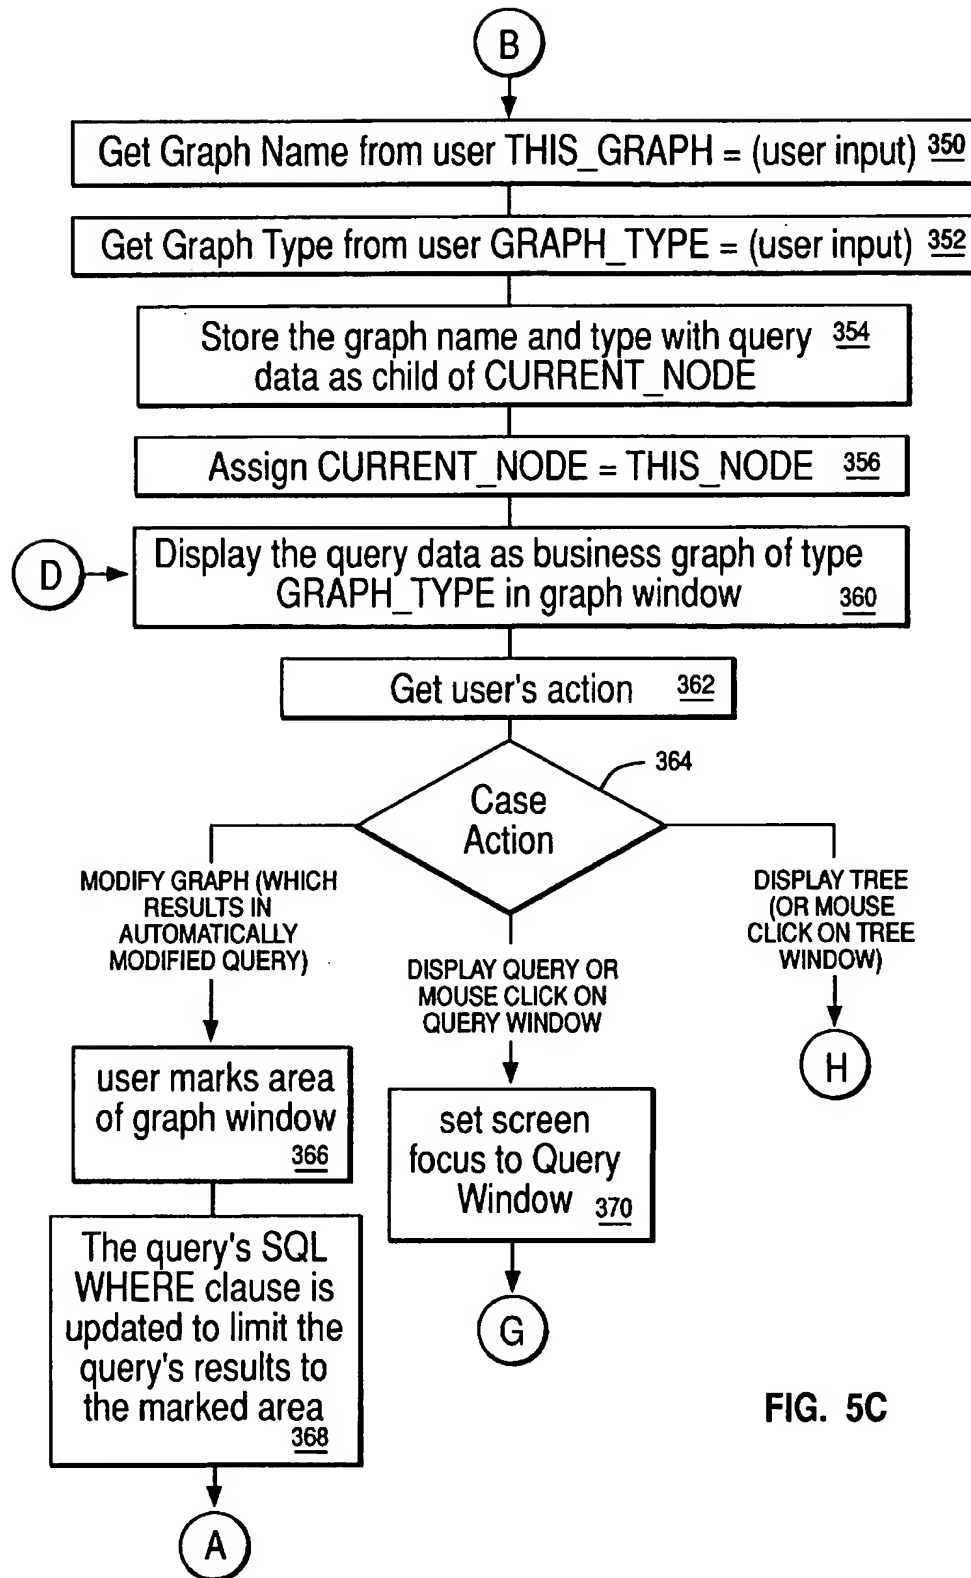 B
Get Graph Name from user THIS_GRAPH = (user input) 350
Get Graph Type from user GRAPH_TYPE = (user input) 352
Store the graph name and type with query 354
data as child of CURRENT_NODE
Assign CURRENT_NODE = THIS_NODE 356
D
Display the query data as business graph of type
GRAPH_TYPE in graph window 360
Get user's action 362
364
Case
Action
MODIFY GRAPH (WHICH
RESULTS IN
AUTOMATICALLY
MODIFIED QUERY)
DISPLAY QUERY OR
MOUSE CLICK ON
QUERY WINDOW
DISPLAY TREE
(OR MOUSE
CLICK ON TREE
WINDOW)
H
user marks area
of graph window
366
set screen
focus to Query
Window 370
The query's SQL
WHERE clause is
updated to limit the
query's results to
the marked area
368
G
A
FIG. 5C